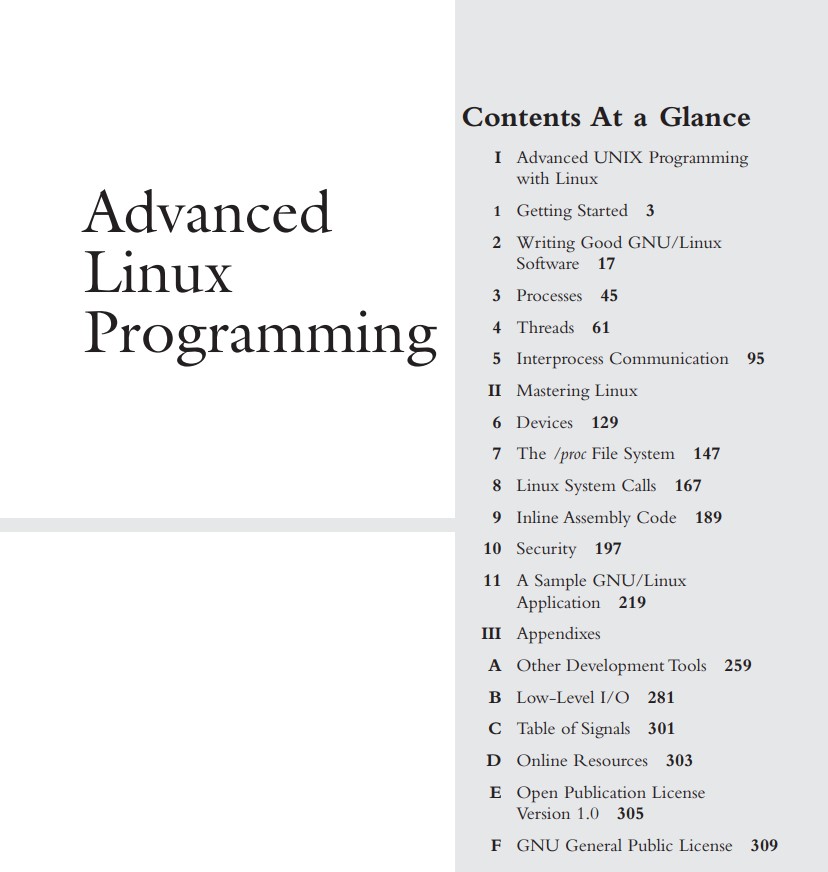 Advanced
Linux
Programming
Contents At a Glance
I Advanced UNIX Programming
with Linux
1 Getting Started 3
2 Writing Good GNU/Linux
Software 17
3 Processes 45
4 Threads 61
5 Interprocess Communication 95
II Mastering Linux
6 Devices 129
7 The /proc File System 147
8 Linux System Calls 167
9 Inline Assembly Code 189
10 Security 197
11 A Sample GNU/Linux
Application 219
III Appendixes
A Other Development Tools 259
B Low-Level I/O 281
C Table of Signals 301
D Online Resources 303
E Open Publication License
Version 1.0 305
F GNU General Public License 309